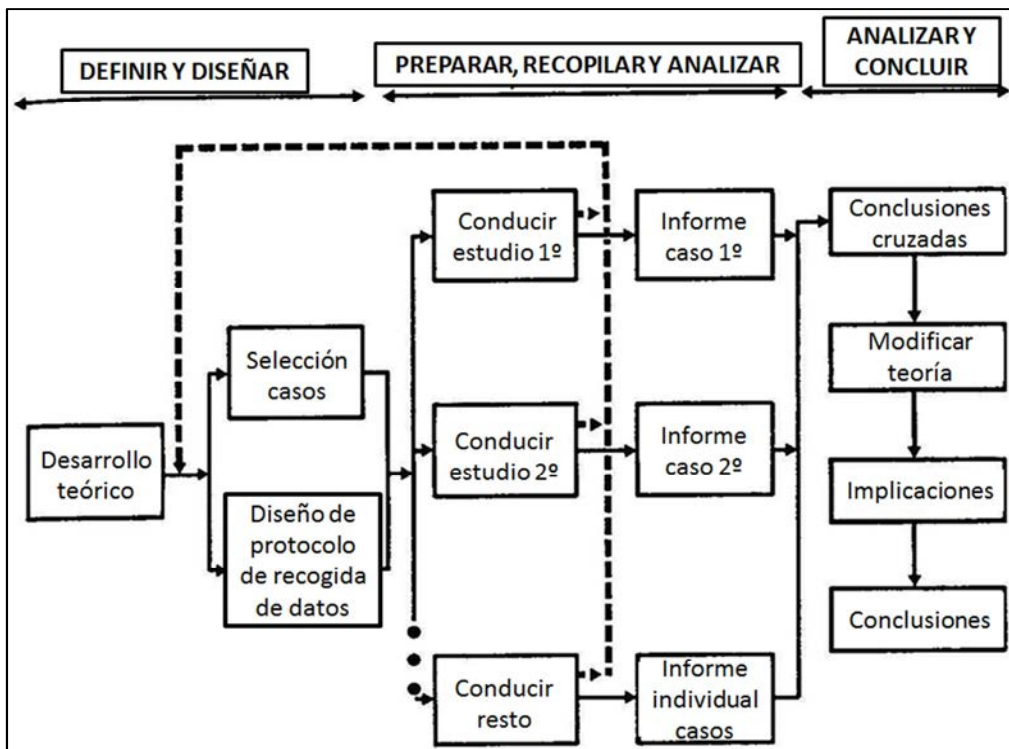 DEFINIR Y DISEÑAR
PREPARAR, RECOPILAR Y ANALIZAR
ANALIZAR Y
CONCLUIR
Desarrollo
teórico
Selección
casos
Diseño de
protocolo
de recogida
de datos
Conducir
estudio 1º
Conducir
estudio 2º
Conducir
resto
Informe
caso 1º
Informe
caso 2º
Informe
individual
casos
Conclusiones
cruzadas
Modificar
teoría
Implicaciones
Conclusiones